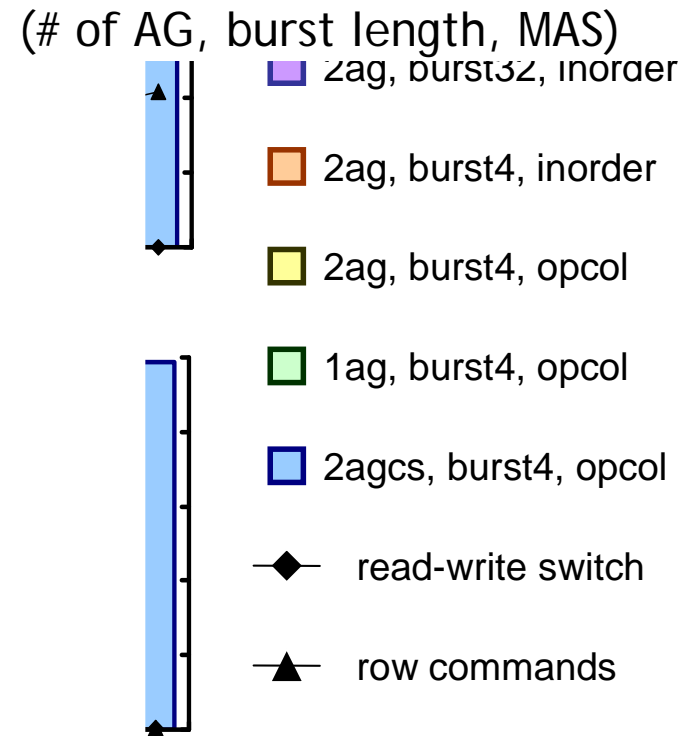 (# of AG, burst length, MAS)
2ag, burst32, inorder
2ag, burst4, inorder
2ag, burst4, opcol
1ag, burst4, opcol
2agcs, burst4, opcol
read-write switch
row commands